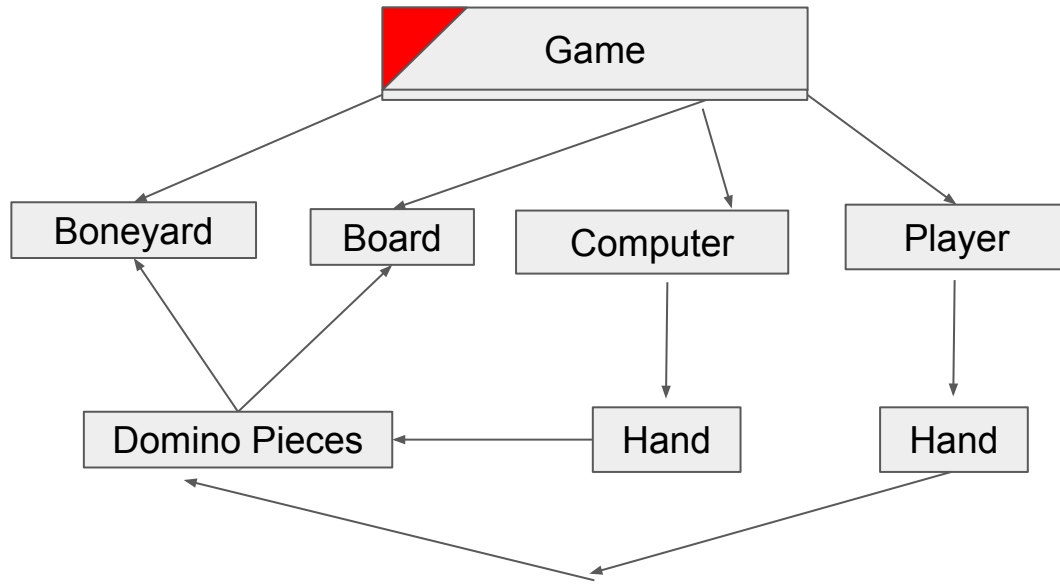 Game
Boneyard
Board
Computer
Player
Domino Pieces
Hand
Hand